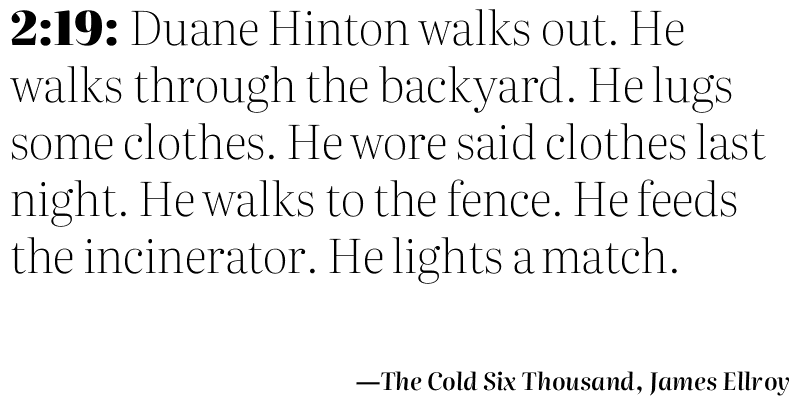 2:19: Duane Hinton walks out. He
walks through the backyard. He lugs
some clothes. He wore said clothes last
night. He walks to the fence. He feeds
the incinerator. He lights a match.
—The Cold Six Thousand, James Ellroy